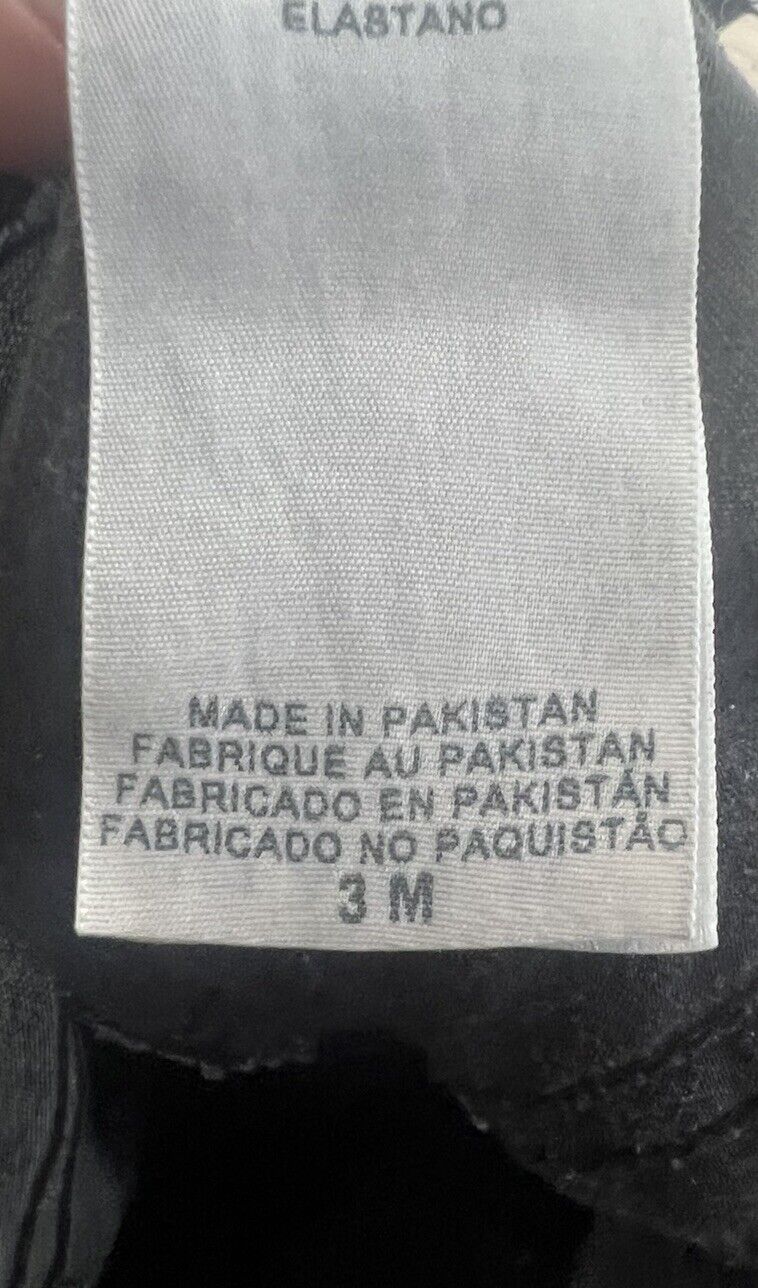 ELASTANO
MADE IN PAKISTAN
FABRIQUE AU PAKISTAN
FABRICADO EN PAKISTÁN
FABRICADO NO PAQUISTÃO
3 M